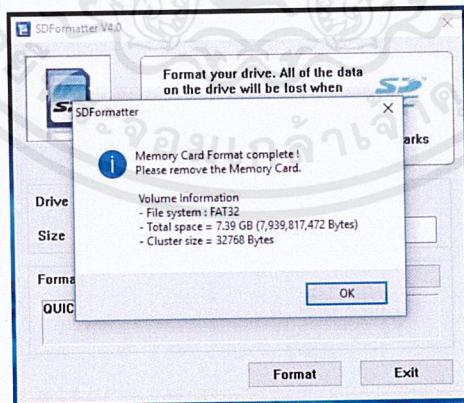 SDFormatter V4.0
Format your drive. All of the data
on the drive will be lost when
SDFormatter
arks
Memory Card Format complete !
Please remove the Memory Card.
Volume Information
- File system : FAT32
- Total space = 7.39 GB (7,939,817,472 Bytes)
- Cluster size = 32768 Bytes
Drive
Size
Forma
OK
QUIC
Format
Exit